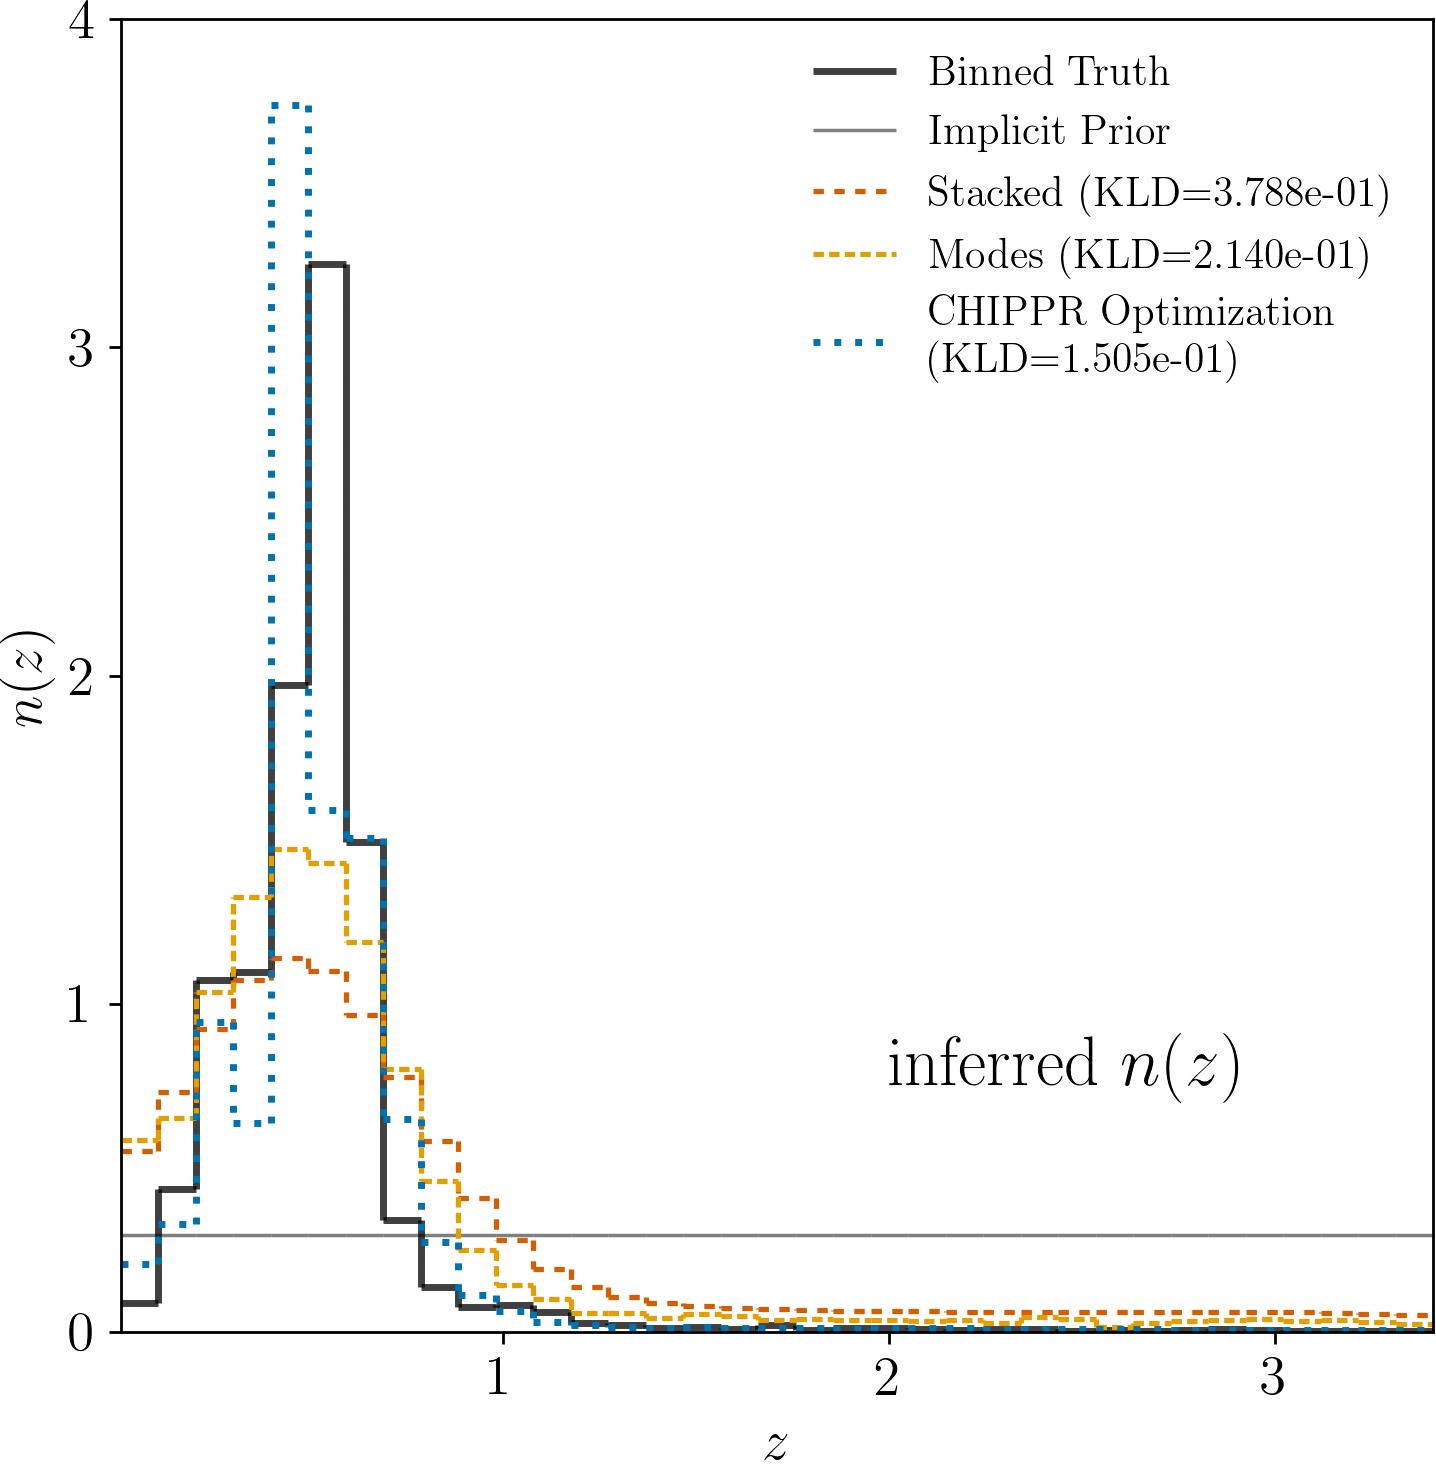 4
3
2
1
0
n(z)
Binned Truth
Implicit Prior
Stacked (KLD=3.788e-01)
Modes (KLD=2.140e-01)
CHIPPR Optimization
(KLD=1.505e-01)
inferred n(z)
1 2 3
z